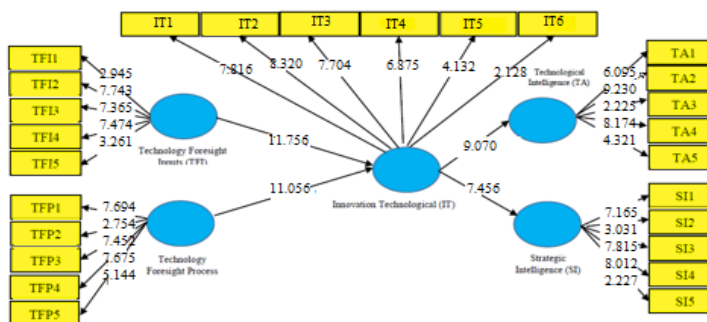 IT1
IT2
IT3
IT4
IT5
IT6
TFI1
TFI2
TFI3
TFI4
TFI5
2.945
7.743
7.365
7.474
3.261
7.816
8.320
7.704
6.875
4.132
2.128
Technological
Intelligence (TA)
TA1
TA2
TA3
TA4
TA5
6.095
9.230
2.225
8.174
4.321
Technology Foresight
Inputs (TFI)
11.756
9.070
11.056
7.456
Innovation Technological (IT)
TFP1
TFP2
TFP3
TFP4
TFP5
7.694
2.754
7.452
7.675
5.144
Technology
Foresight Process
Strategic
Intelligence (SI)
7.165
3.031
7.815
8.012
2.227
SI1
SI2
SI3
SI4
SI5